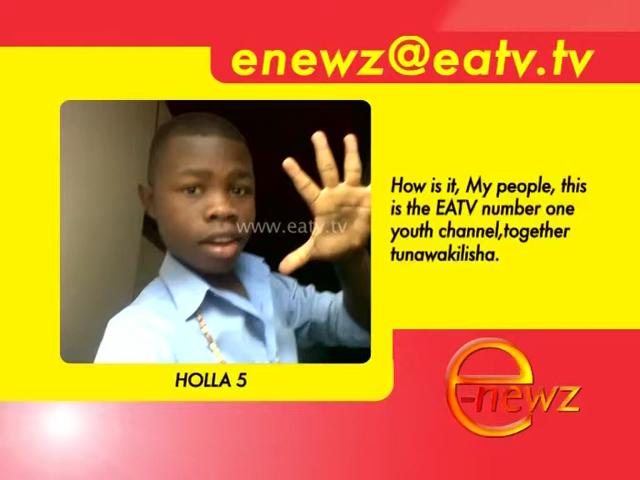 enewz@eatv.tv
www.eatv.tv
How is it, My people, this
is the EATV number one
youth channel,together
tunawakilisha.
HOLLA 5
e-newz